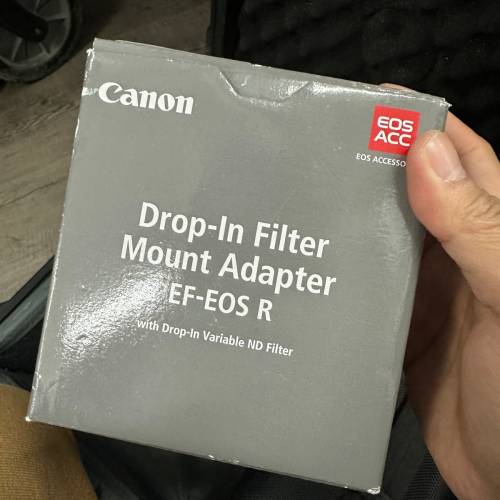 Canon
EOS
ACC
EOS ACCESSO
Drop-In Filter
Mount Adapter
EF-EOS R
with Drop-In Variable ND Filter